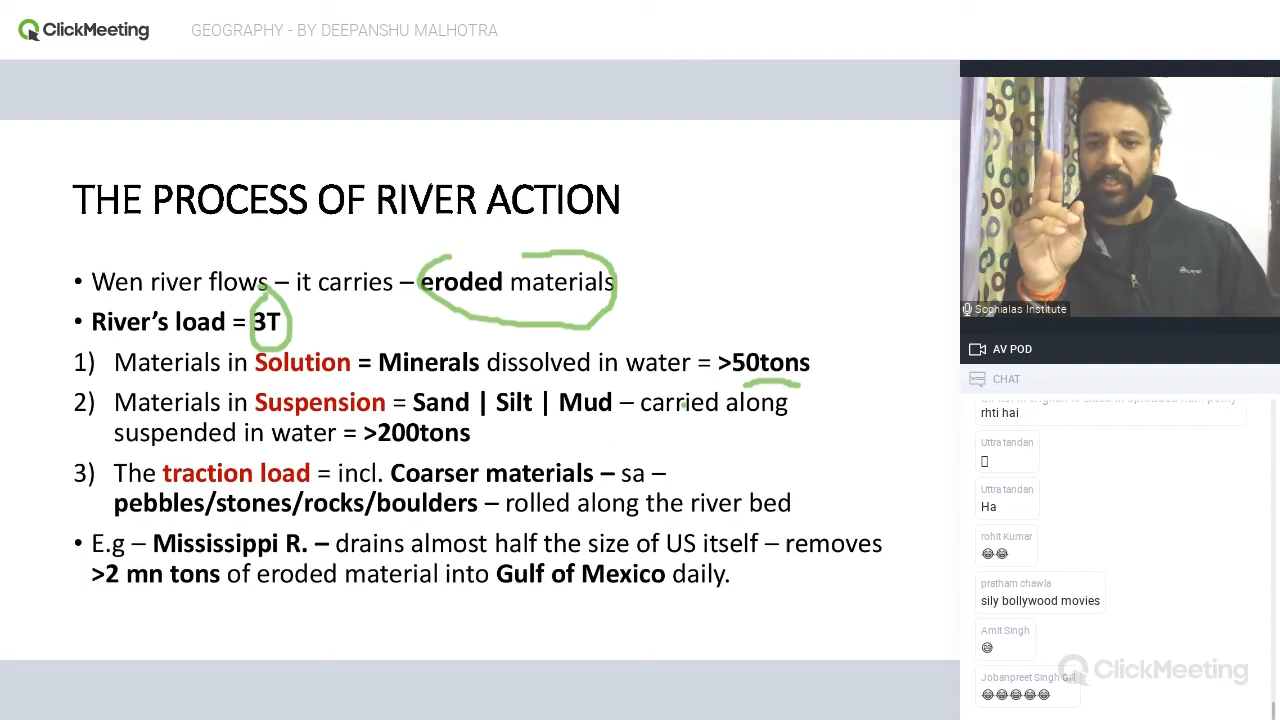 ClickMeeting
GEOGRAPHY - BY DEEPANSHU MALHOTRA
THE PROCESS OF RIVER ACTION
• Wen river flows – it carries – eroded materials
• River's load = 3T
1) Materials in Solution = Minerals dissolved in water = >50tons
2) Materials in Suspension = Sand | Silt | Mud – carried along
suspended in water = >200tons
3) The traction load = incl. Coarser materials – sa –
pebbles/stones/rocks/boulders – rolled along the river bed
• E.g – Mississippi R. – drains almost half the size of US itself – removes
>2 mn tons of eroded material into Gulf of Mexico daily.
Sophialas Institute
AV POD
CHAT
rhti hai
Uttra tandan
Uttra tandan
Ha
rohit Kumar
😂😂
pratham chawla
sily bollywood movies
Amit Singh
😅
Jobanpreet Singh Gill
😂😂😂😂😂
ClickMeeting